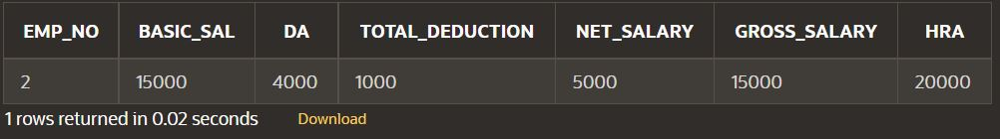 EMP_NO BASIC_SAL DA TOTAL_DEDUCTION NET_SALARY GROSS_SALARY HRA
2 15000 4000 1000 5000 15000 20000
1 rows returned in 0.02 seconds Download